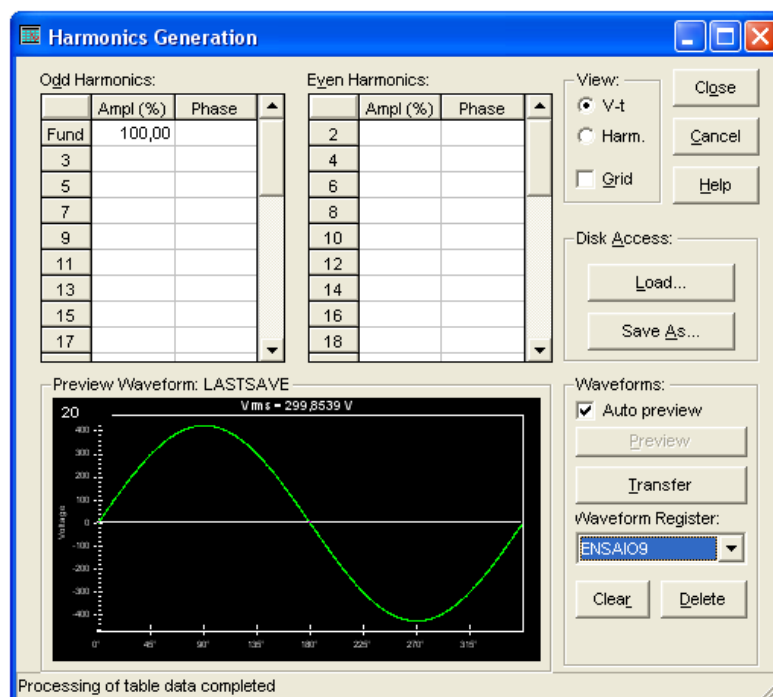 Harmonics Generation
Odd Harmonics:
Ampl (%) Phase
Fund 100,00
3
5
7
9
11
13
15
17
Even Harmonics:
Ampl (%) Phase
2
4
6
8
10
12
14
16
18
View:
V-t
Harm.
Grid
Close
Cancel
Help
Disk Access:
Load...
Save As...
Preview Waveform: LASTSAVE
20
Vrms = 299,8539 V
Voltage
400
300
200
100
0
-100
-200
-300
-400
0° 45° 90° 135° 180° 225° 270° 315°
Waveforms:
Auto preview
Preview
Transfer
Waveform Register:
ENSAIO9
Clear Delete
Processing of table data completed